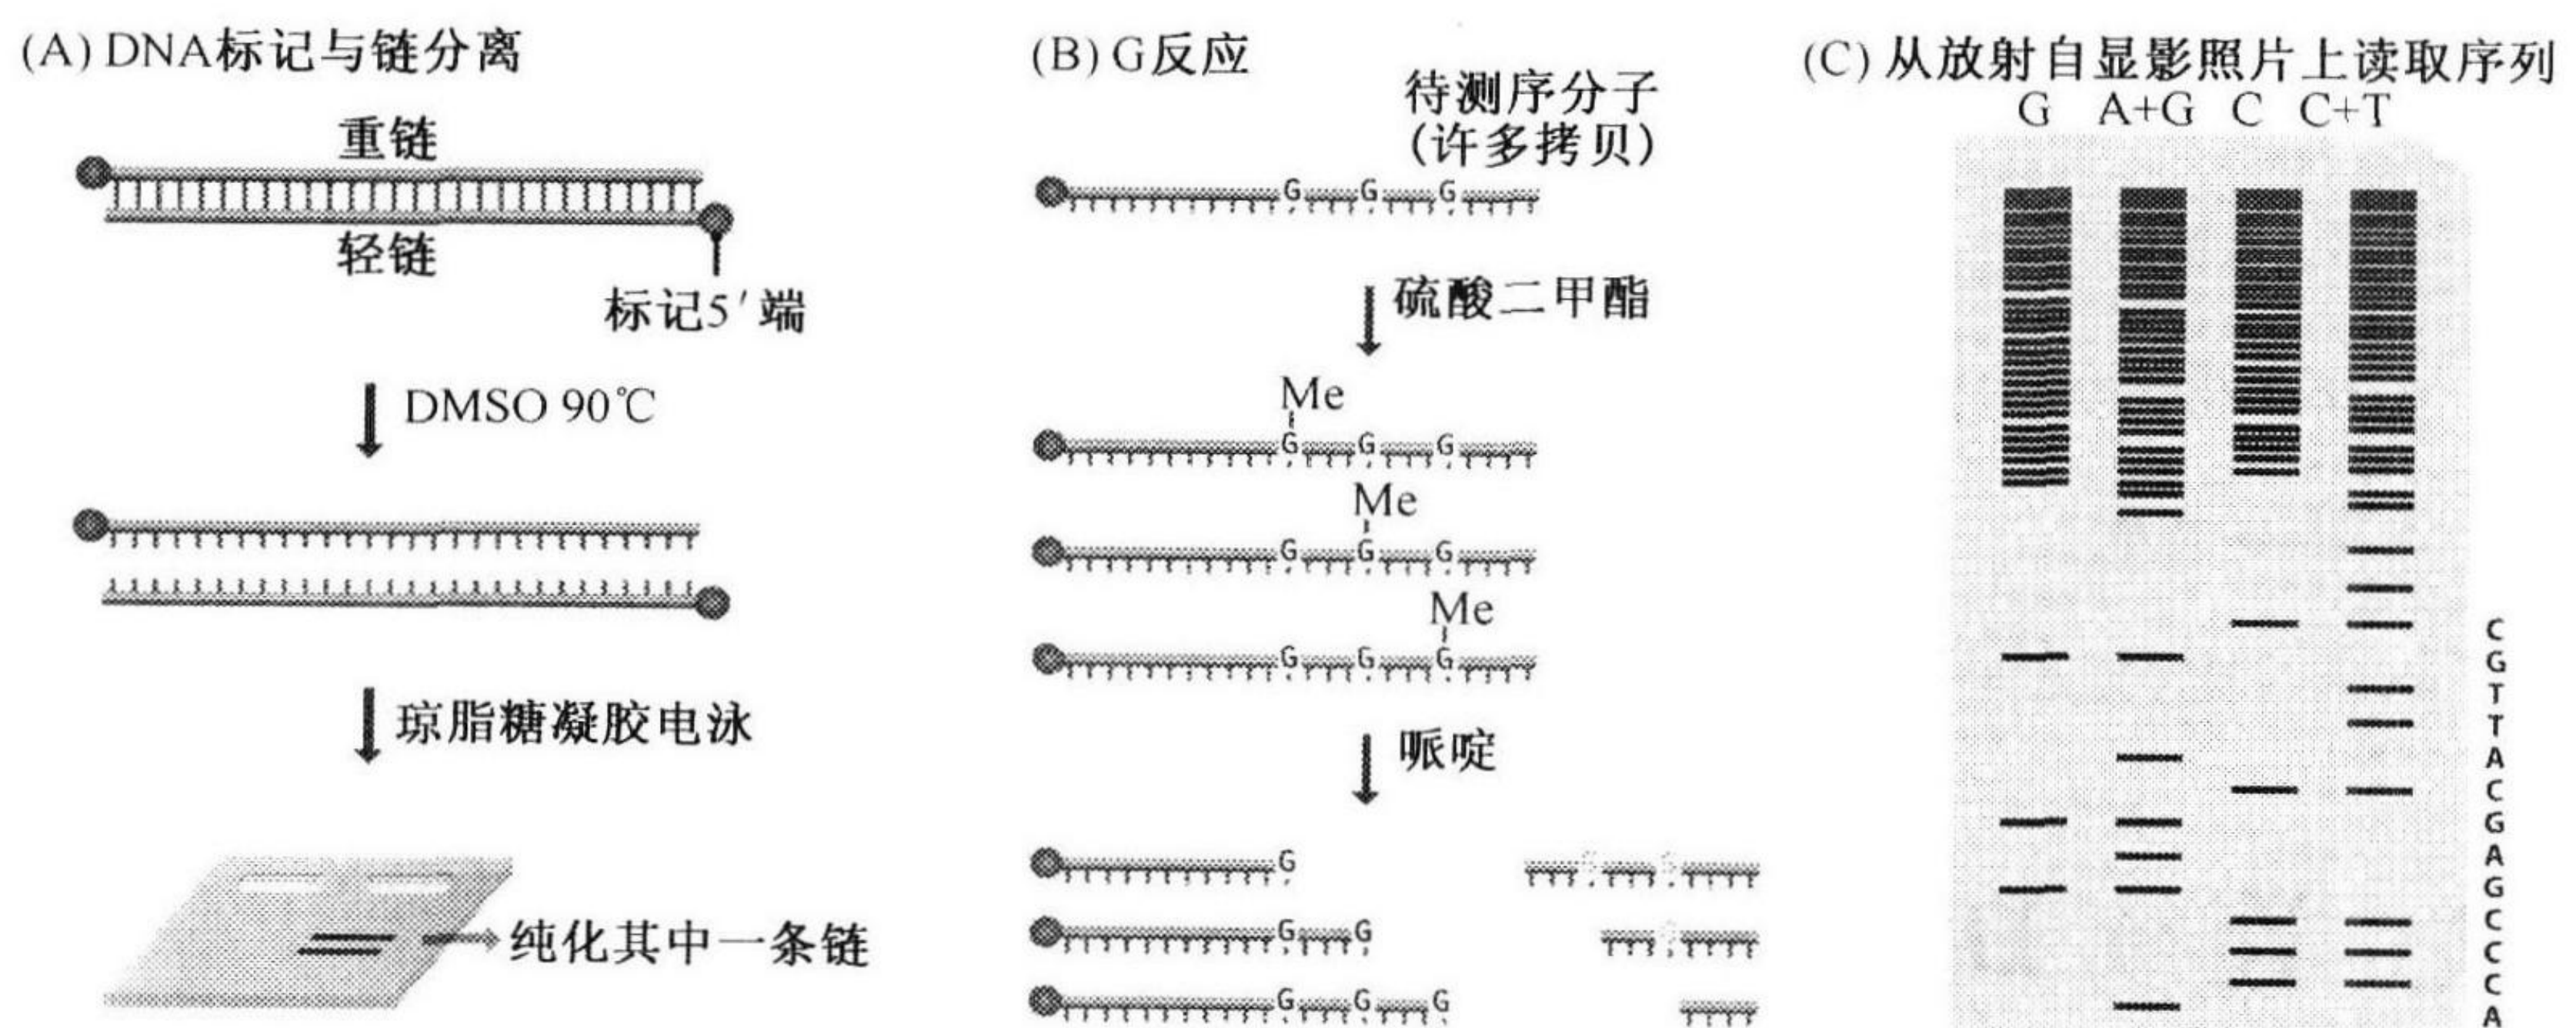 (A) DNA标记与链分离
重链
轻链
标记5′端
DMSO 90℃
琼脂糖凝胶电泳
纯化其中一条链
(B) G反应
待测序分子
(许多拷贝)
G G G
硫酸二甲酯
Me
G G G
Me
G G G
Me
G G G
哌啶
G
G G
G G G
(C) 从放射自显影照片上读取序列
G A+G C C+T
C
G
T
T
A
C
G
A
G
C
C
C
A